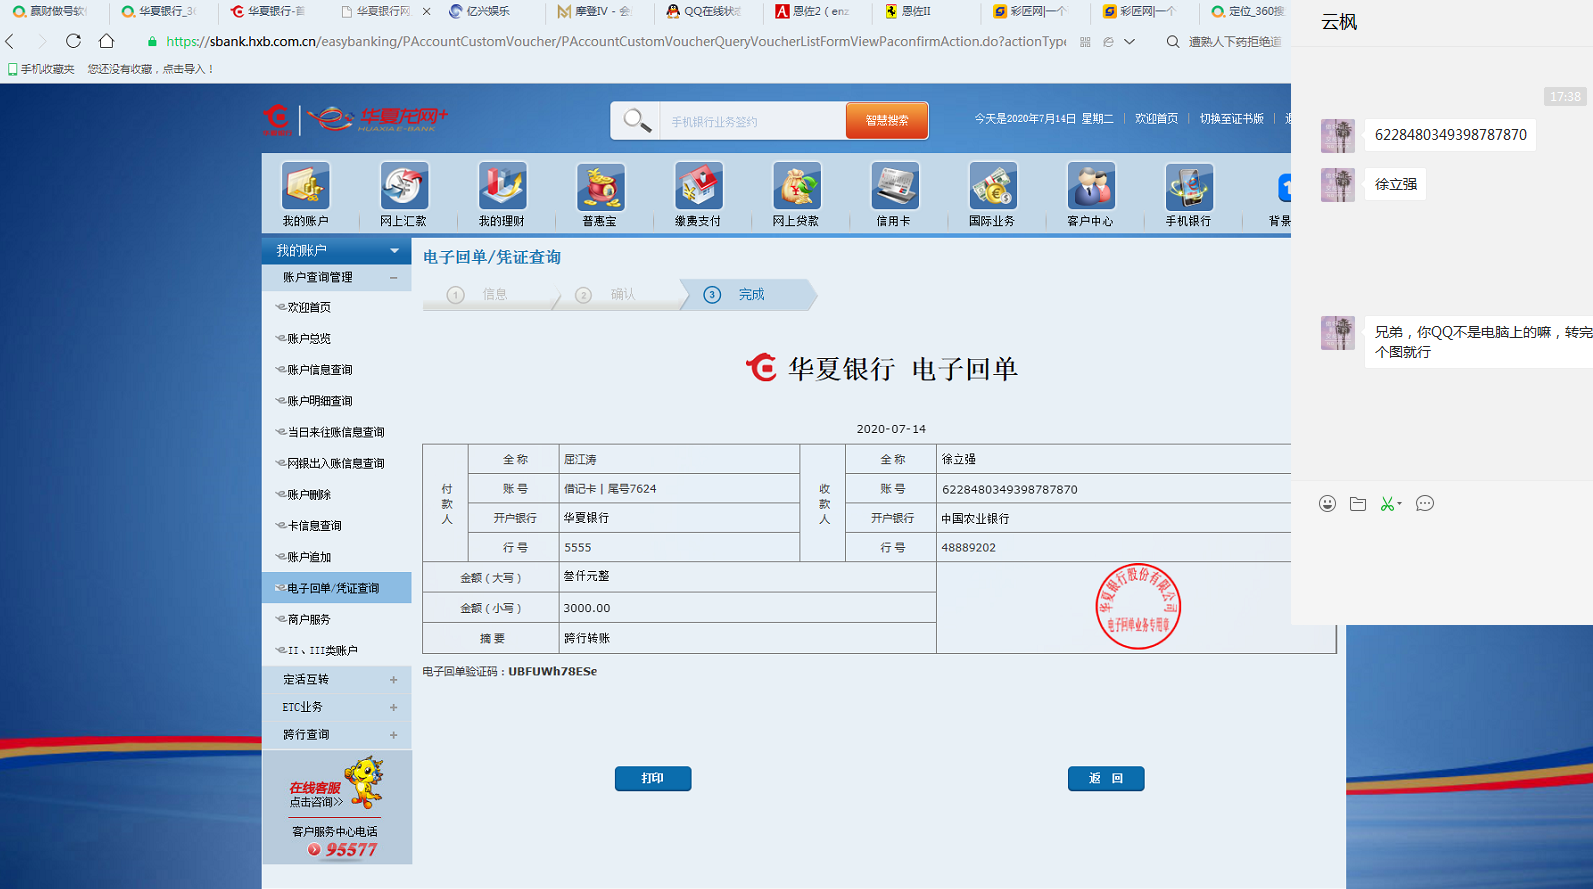 赢财做号软
华夏银行_36
华夏银行-首
华夏银行网
亿兴娱乐
摩登IV - 会
QQ在线状态
恩佐2（enz
恩佐II
彩匠网|一个
彩匠网|一个
定位_360搜
https://sbank.hxb.com.cn/easybanking/PAccountCustomVoucher/PAccountCustomVoucherQueryVoucherListFormViewPaconfirmAction.do?actionType
遭熟人下药拒绝追
手机收藏夹 您还没有收藏，点击导入！
华夏龙网+
HUAXIA E-BANK
手机银行业务签约
智慧搜索
今天是2020年7月14日 星期二
欢迎首页
切换至证书版
我的账户
网上汇款
我的理财
普惠宝
缴费支付
网上贷款
信用卡
国际业务
客户中心
手机银行
背景
我的账户
账户查询管理
欢迎首页
账户总览
账户信息查询
账户明细查询
当日来往账信息查询
网银出入账信息查询
账户删除
卡信息查询
账户追加
电子回单/凭证查询
商户服务
II、III类账户
定活互转
ETC业务
跨行查询
在线客服
点击咨询>>
客户服务中心电话
95577
电子回单/凭证查询
1 信息
2 确认
3 完成
华夏银行 电子回单
2020-07-14
付款人
全 称 屈江涛
账 号 借记卡 | 尾号7624
开户银行 华夏银行
行 号 5555
收款人
全 称 徐立强
账 号 6228480349398787870
开户银行 中国农业银行
行 号 48889202
金额（大写） 叁仟元整
金额（小写） 3000.00
摘 要 跨行转账
华夏银行股份有限公司
电子回单业务专用章
电子回单验证码：UBFUWh78ESe
打印
返 回
云枫
17:38
6228480349398787870
徐立强
兄弟，你QQ不是电脑上的嘛，转完
个图就行